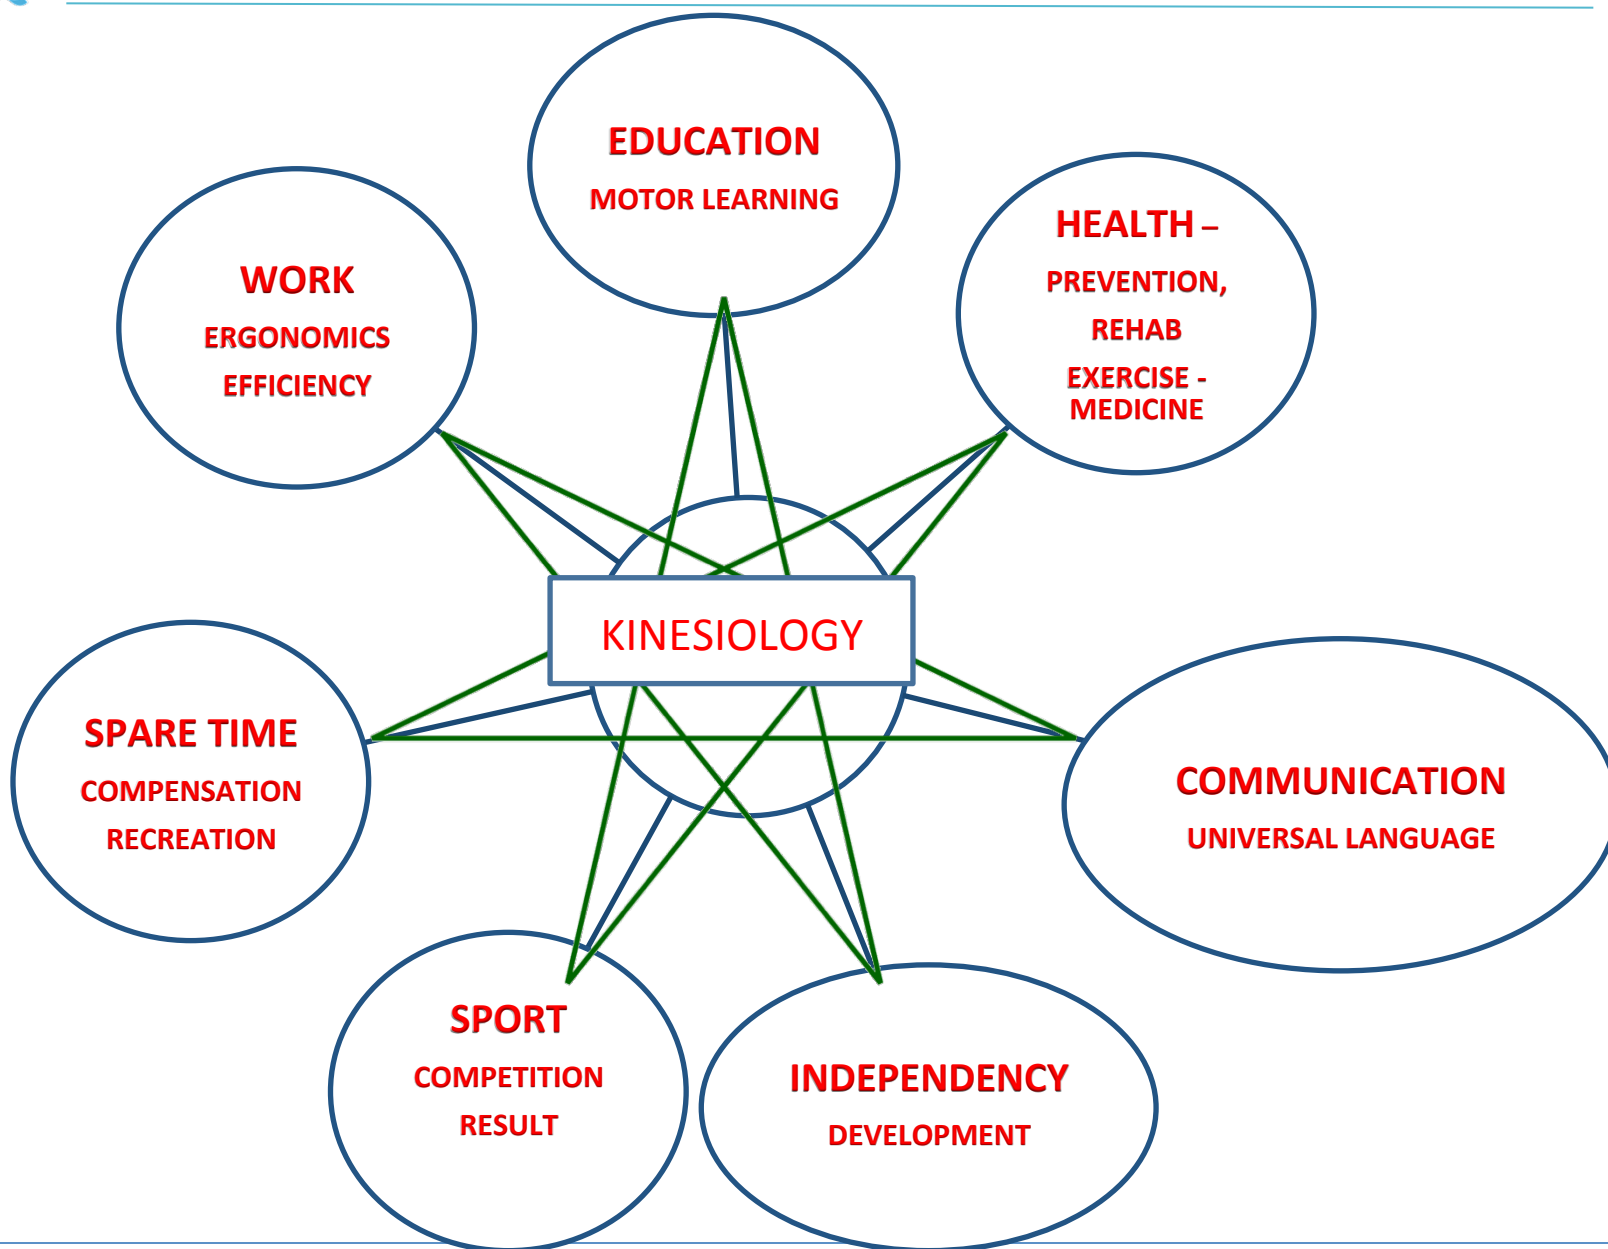 EDUCATION
MOTOR LEARNING
HEALTH –
PREVENTION,
REHAB
EXERCISE -
MEDICINE
WORK
ERGONOMICS
EFFICIENCY
KINESIOLOGY
SPARE TIME
COMPENSATION
RECREATION
COMMUNICATION
UNIVERSAL LANGUAGE
SPORT
COMPETITION
RESULT
INDEPENDENCY
DEVELOPMENT